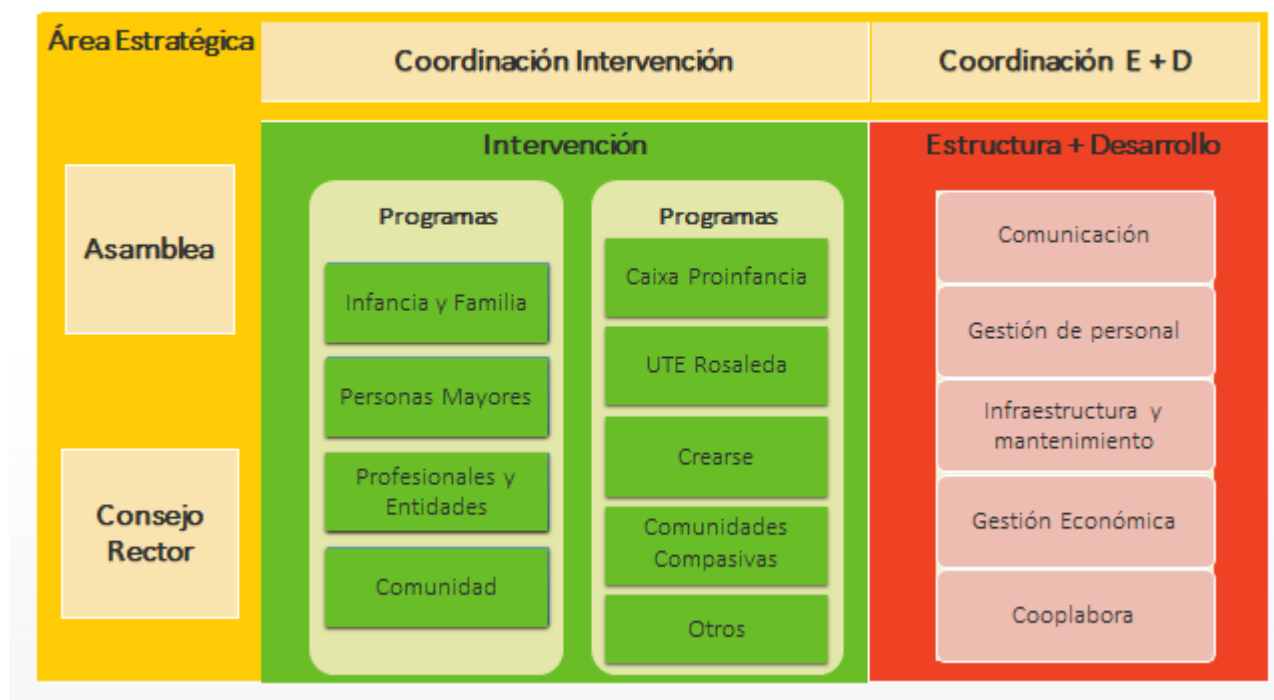 Área Estratégica
Coordinación Intervención
Coordinación E + D
Asamblea
Consejo
Rector
Intervención
Programas
Infancia y Familia
Personas Mayores
Profesionales y
Entidades
Comunidad
Programas
Caixa Proinfancia
UTE Rosaleda
Crearse
Comunidades
Compasivas
Otros
Estructura + Desarrollo
Comunicación
Gestión de personal
Infraestructura y
mantenimiento
Gestión Económica
Cooplabora